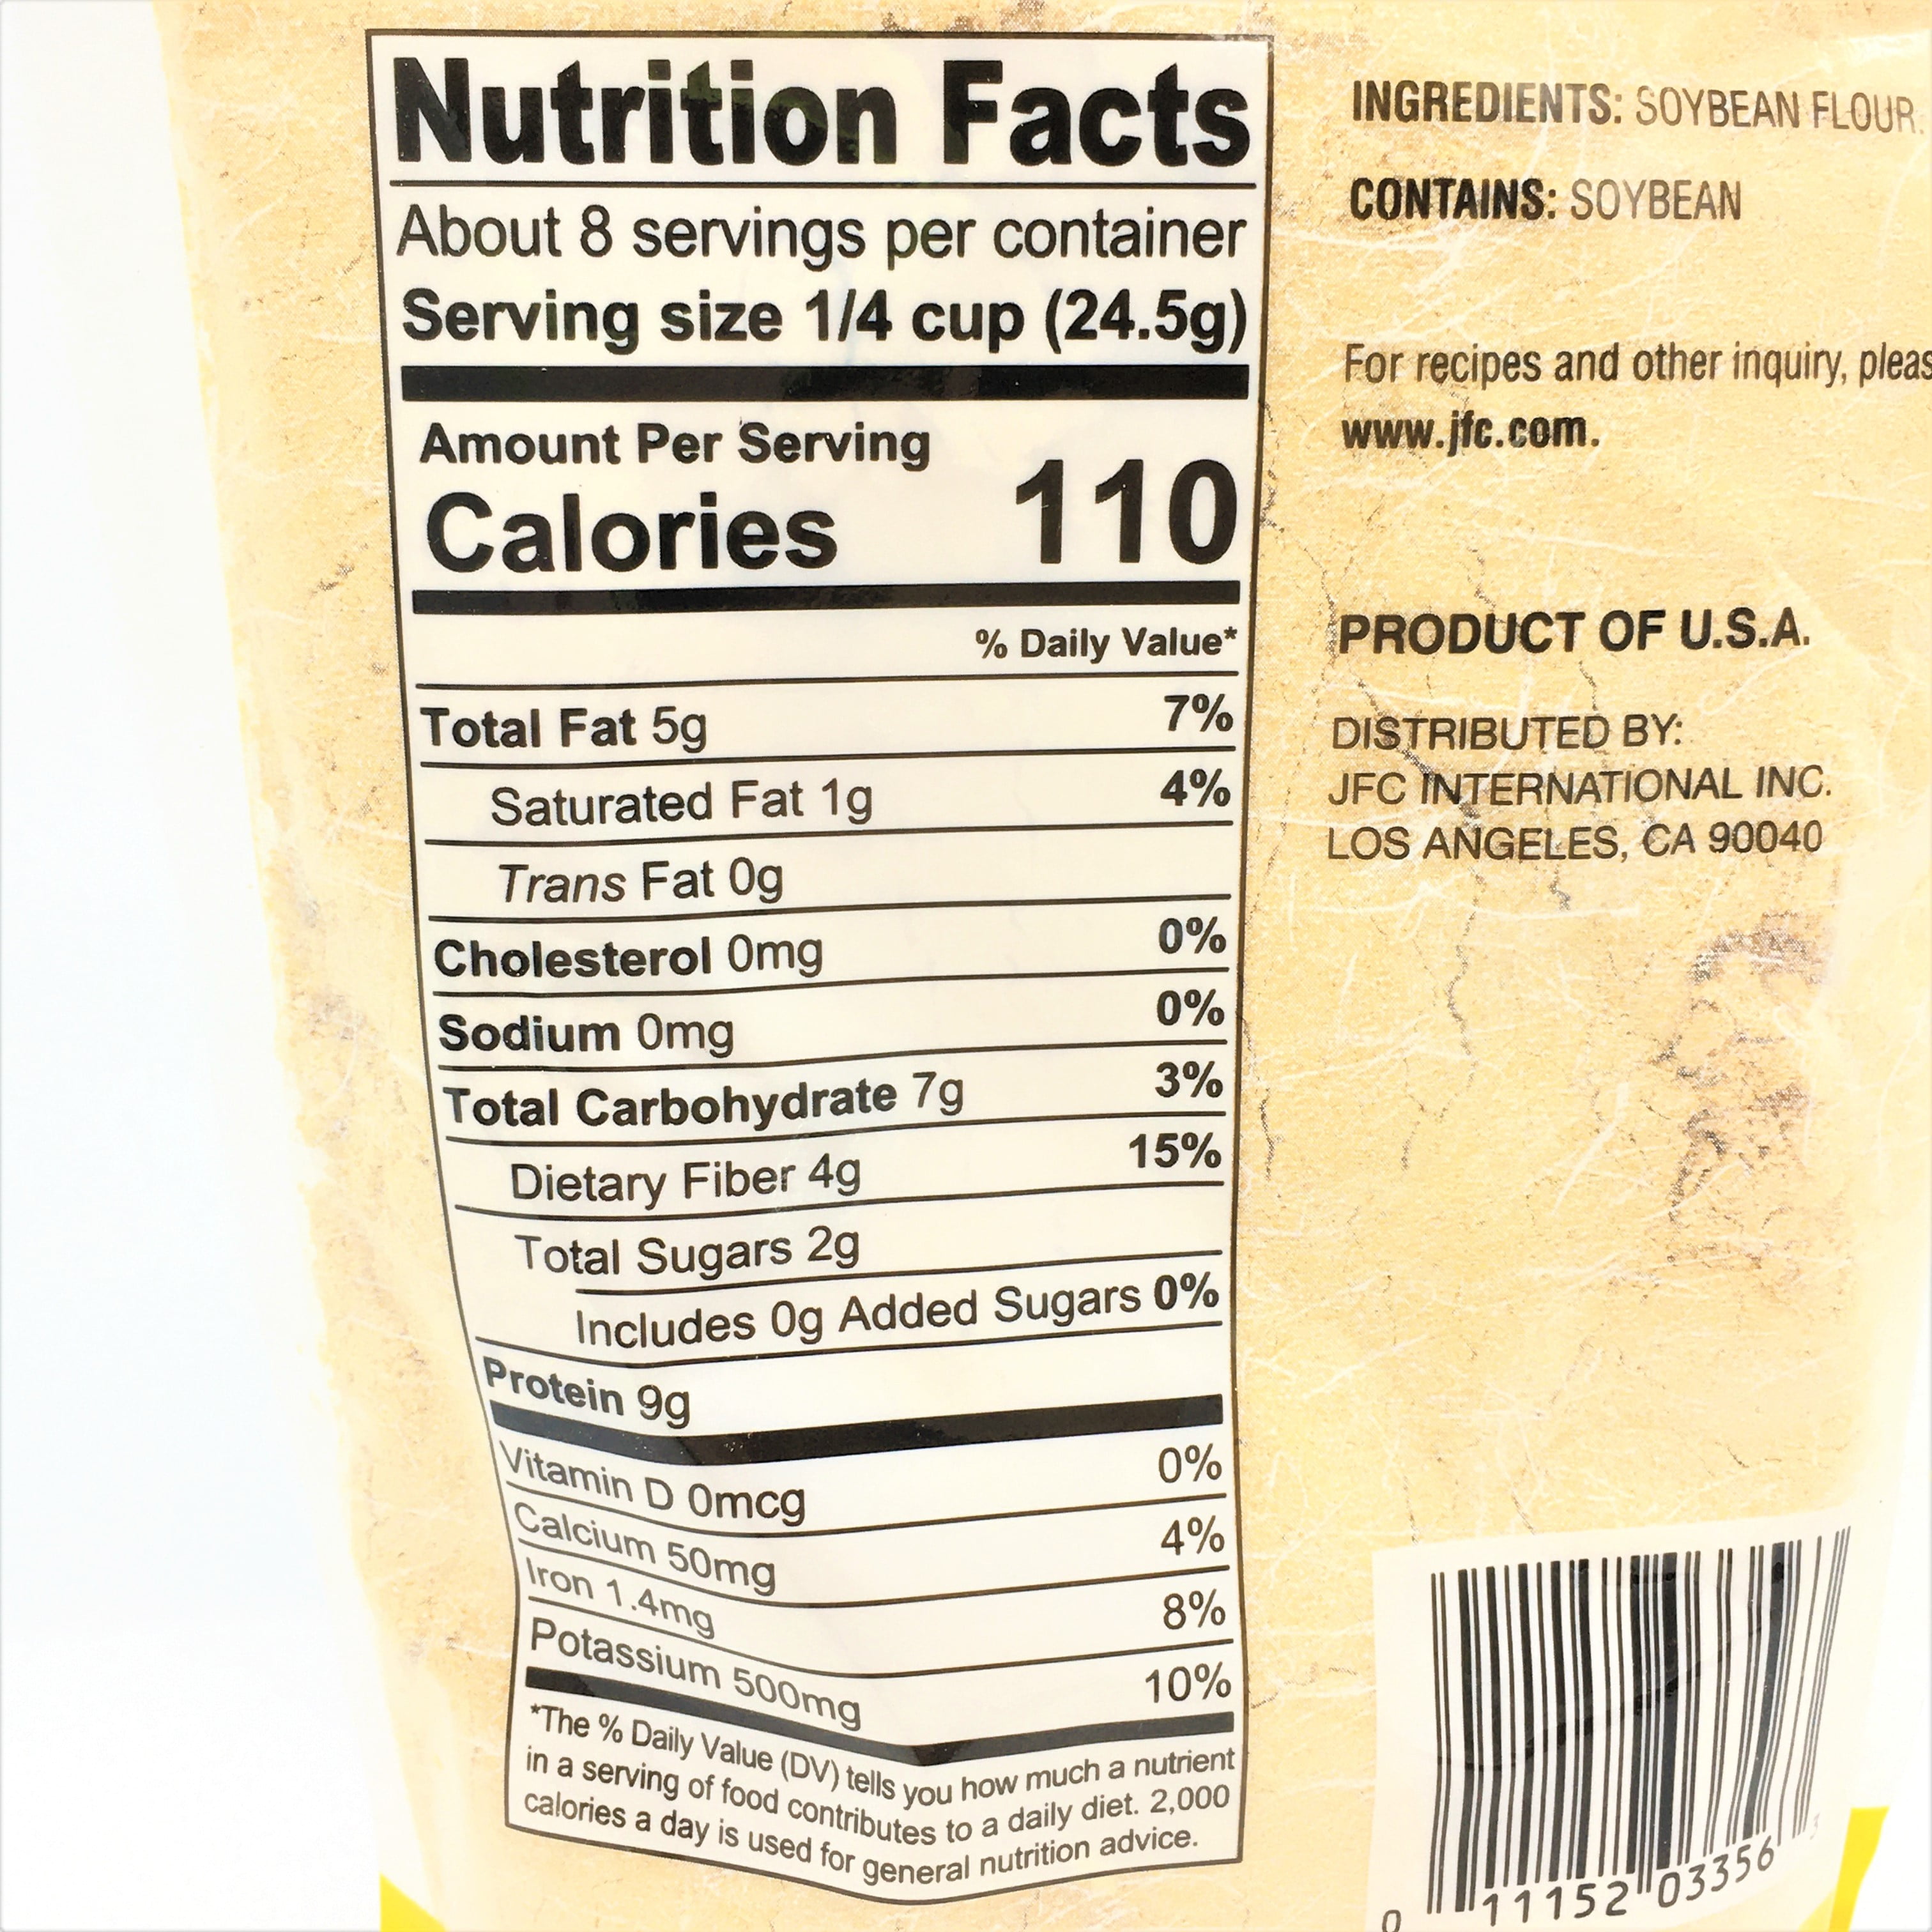 Nutrition Facts
About 8 servings per container
Serving size 1/4 cup (24.5g)
Amount Per Serving
Calories 110
% Daily Value*
Total Fat 5g 7%
Saturated Fat 1g 4%
Trans Fat 0g
Cholesterol 0mg 0%
Sodium 0mg 0%
Total Carbohydrate 7g 3%
Dietary Fiber 4g 15%
Total Sugars 2g
Includes 0g Added Sugars 0%
Protein 9g
Vitamin D 0mcg 0%
Calcium 50mg 4%
Iron 1.4mg 8%
Potassium 500mg 10%
*The % Daily Value (DV) tells you how much a nutrient
in a serving of food contributes to a daily diet. 2,000
calories a day is used for general nutrition advice.
INGREDIENTS: SOYBEAN FLOUR.
CONTAINS: SOYBEAN
For recipes and other inquiry, pleas
www.jfc.com.
PRODUCT OF U.S.A.
DISTRIBUTED BY:
JFC INTERNATIONAL INC.
LOS ANGELES, CA 90040
0 11152 03356 3